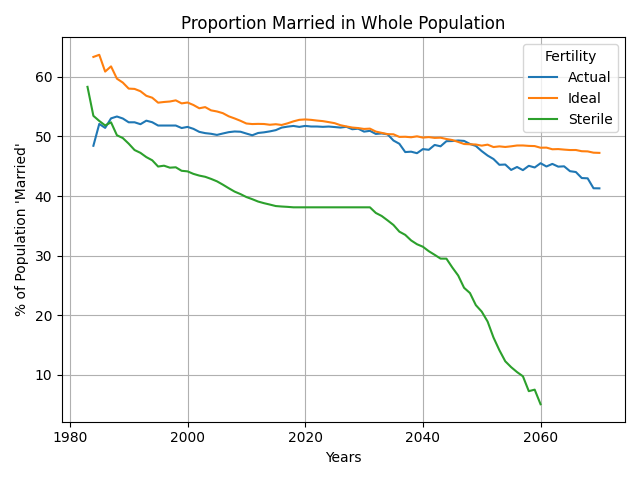 Proportion Married in Whole Population
% of Population 'Married'
60
50
40
30
20
10
Fertility
Actual
Ideal
Sterile
1980
2000
2020
2040
2060
Years